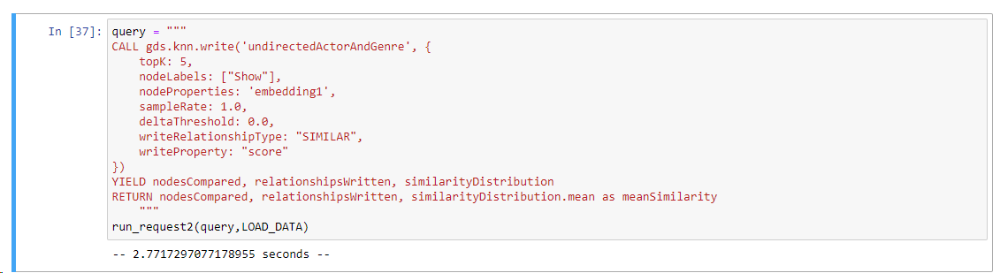 In [37]: query = """
CALL gds.knn.write('undirectedActorAndGenre', {
    topK: 5,
    nodeLabels: ["Show"],
    nodeProperties: 'embedding1',
    sampleRate: 1.0,
    deltaThreshold: 0.0,
    writeRelationshipType: "SIMILAR",
    writeProperty: "score"
})
YIELD nodesCompared, relationshipsWritten, similarityDistribution
RETURN nodesCompared, relationshipsWritten, similarityDistribution.mean as meanSimilarity
    """
run_request2(query,LOAD_DATA)
-- 2.7717297077178955 seconds --